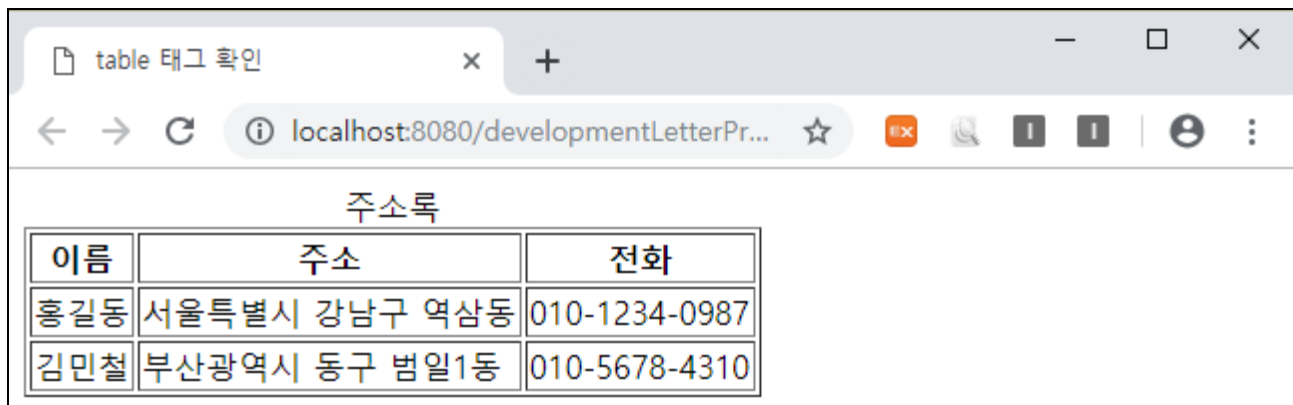 table 태그 확인
localhost:8080/developmentLetterPr...
주소록
이름 주소 전화
홍길동 서울특별시 강남구 역삼동 010-1234-0987
김민철 부산광역시 동구 범일1동 010-5678-4310